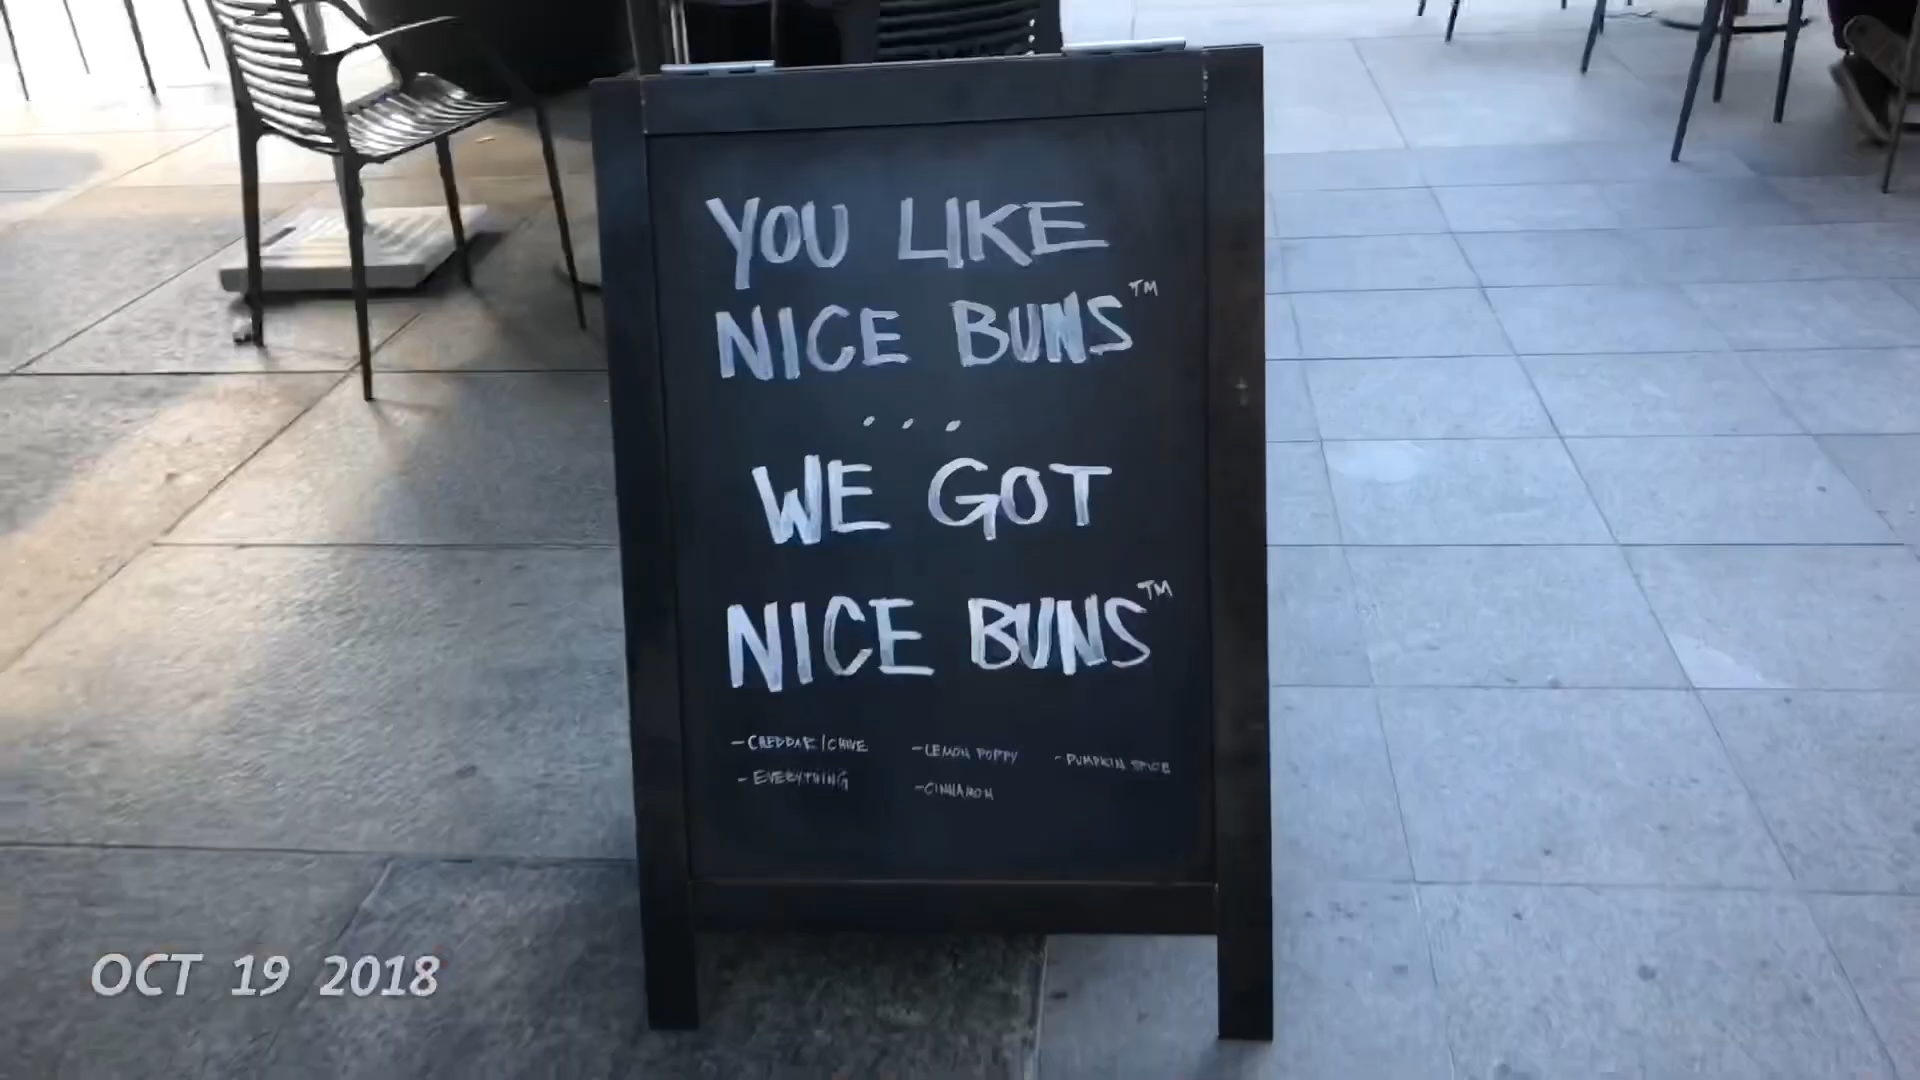 YOU LIKE
NICE BUNS™
...
WE GOT
NICE BUNS™
-CHEDDAR/CHIVE
-EVERYTHING
-LEMON POPPY
-CINNAMON
-PUMPKIN SPICE
OCT 19 2018